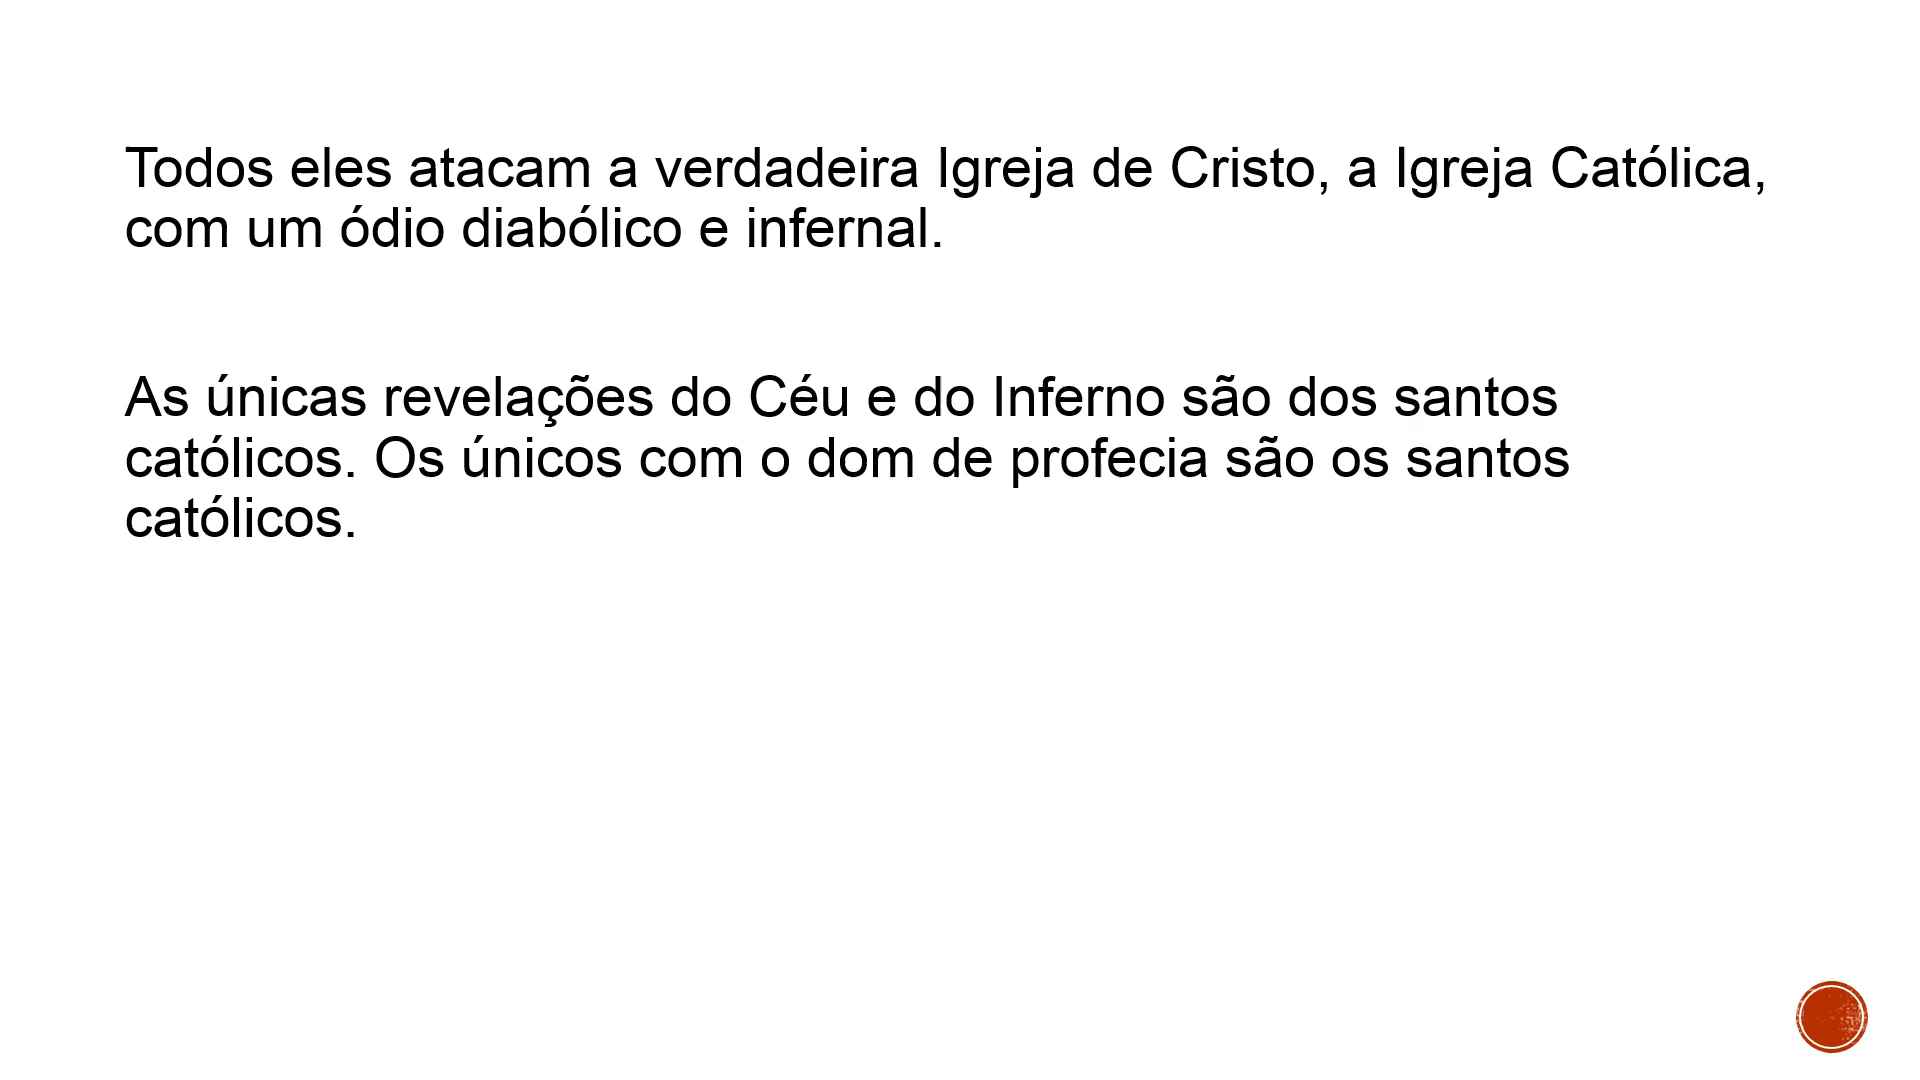 Todos eles atacam a verdadeira Igreja de Cristo, a Igreja Católica,
com um ódio diabólico e infernal.
As únicas revelações do Céu e do Inferno são dos santos
católicos. Os únicos com o dom de profecia são os santos
católicos.